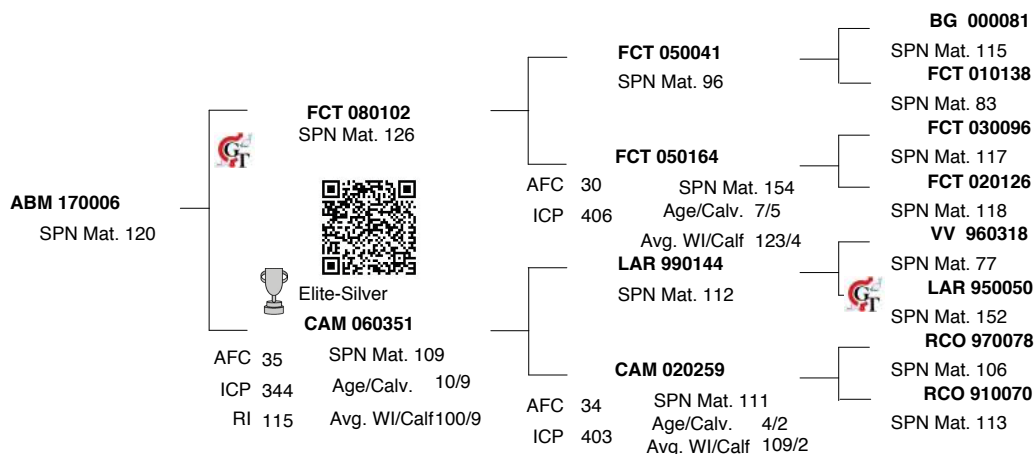 ABM 170006
SPN Mat. 120
FCT 080102
SPN Mat. 126
GT
Elite-Silver
CAM 060351
AFC 35 SPN Mat. 109
ICP 344 Age/Calv. 10/9
RI 115 Avg. WI/Calf100/9
FCT 050041
SPN Mat. 96
FCT 050164
AFC 30 SPN Mat. 154
ICP 406 Age/Calv. 7/5
Avg. WI/Calf 123/4
LAR 990144
SPN Mat. 112
CAM 020259
AFC 34 SPN Mat. 111
ICP 403 Age/Calv. 4/2
Avg. WI/Calf 109/2
BG 000081
SPN Mat. 115
FCT 010138
SPN Mat. 83
FCT 030096
SPN Mat. 117
FCT 020126
SPN Mat. 118
VV 960318
SPN Mat. 77
GT
LAR 950050
SPN Mat. 152
RCO 970078
SPN Mat. 106
RCO 910070
SPN Mat. 113